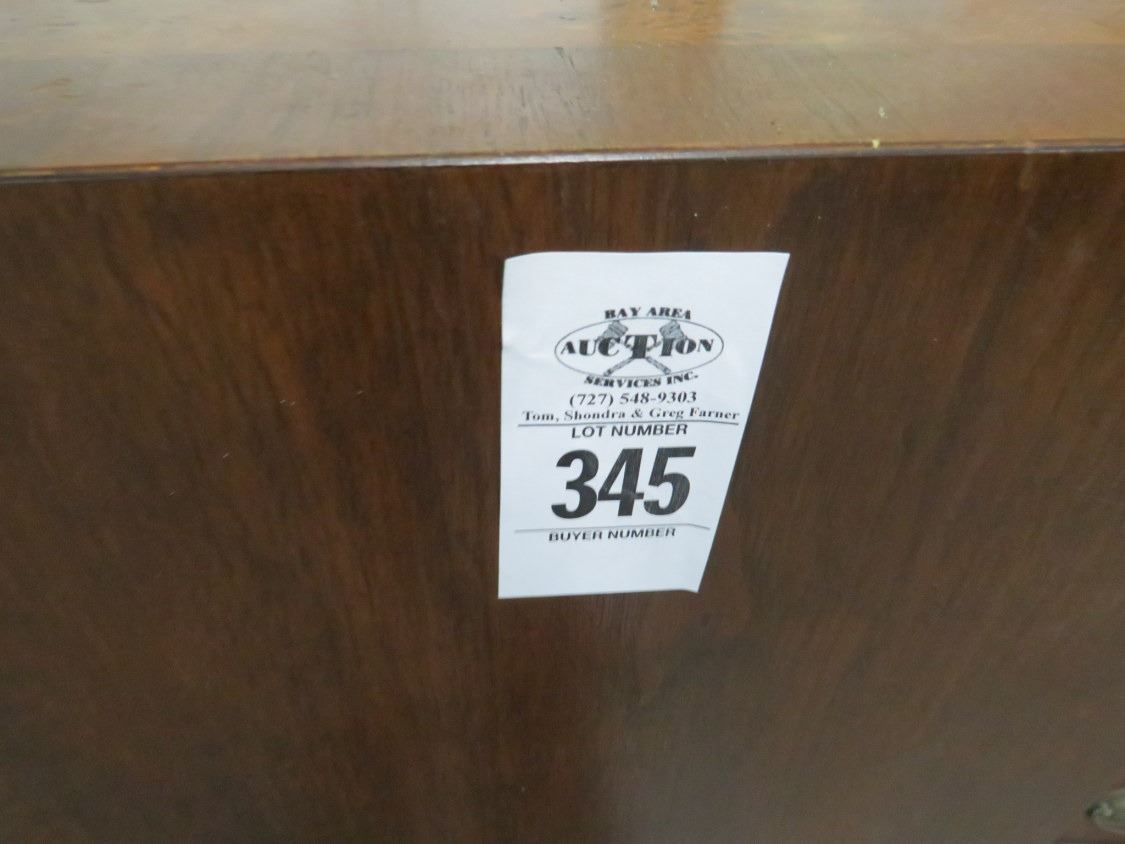 BAY AREA
AUCTION
SERVICES INC.
(727) 548-9303
Tom, Shondra & Greg Farner
LOT NUMBER
345
BUYER NUMBER